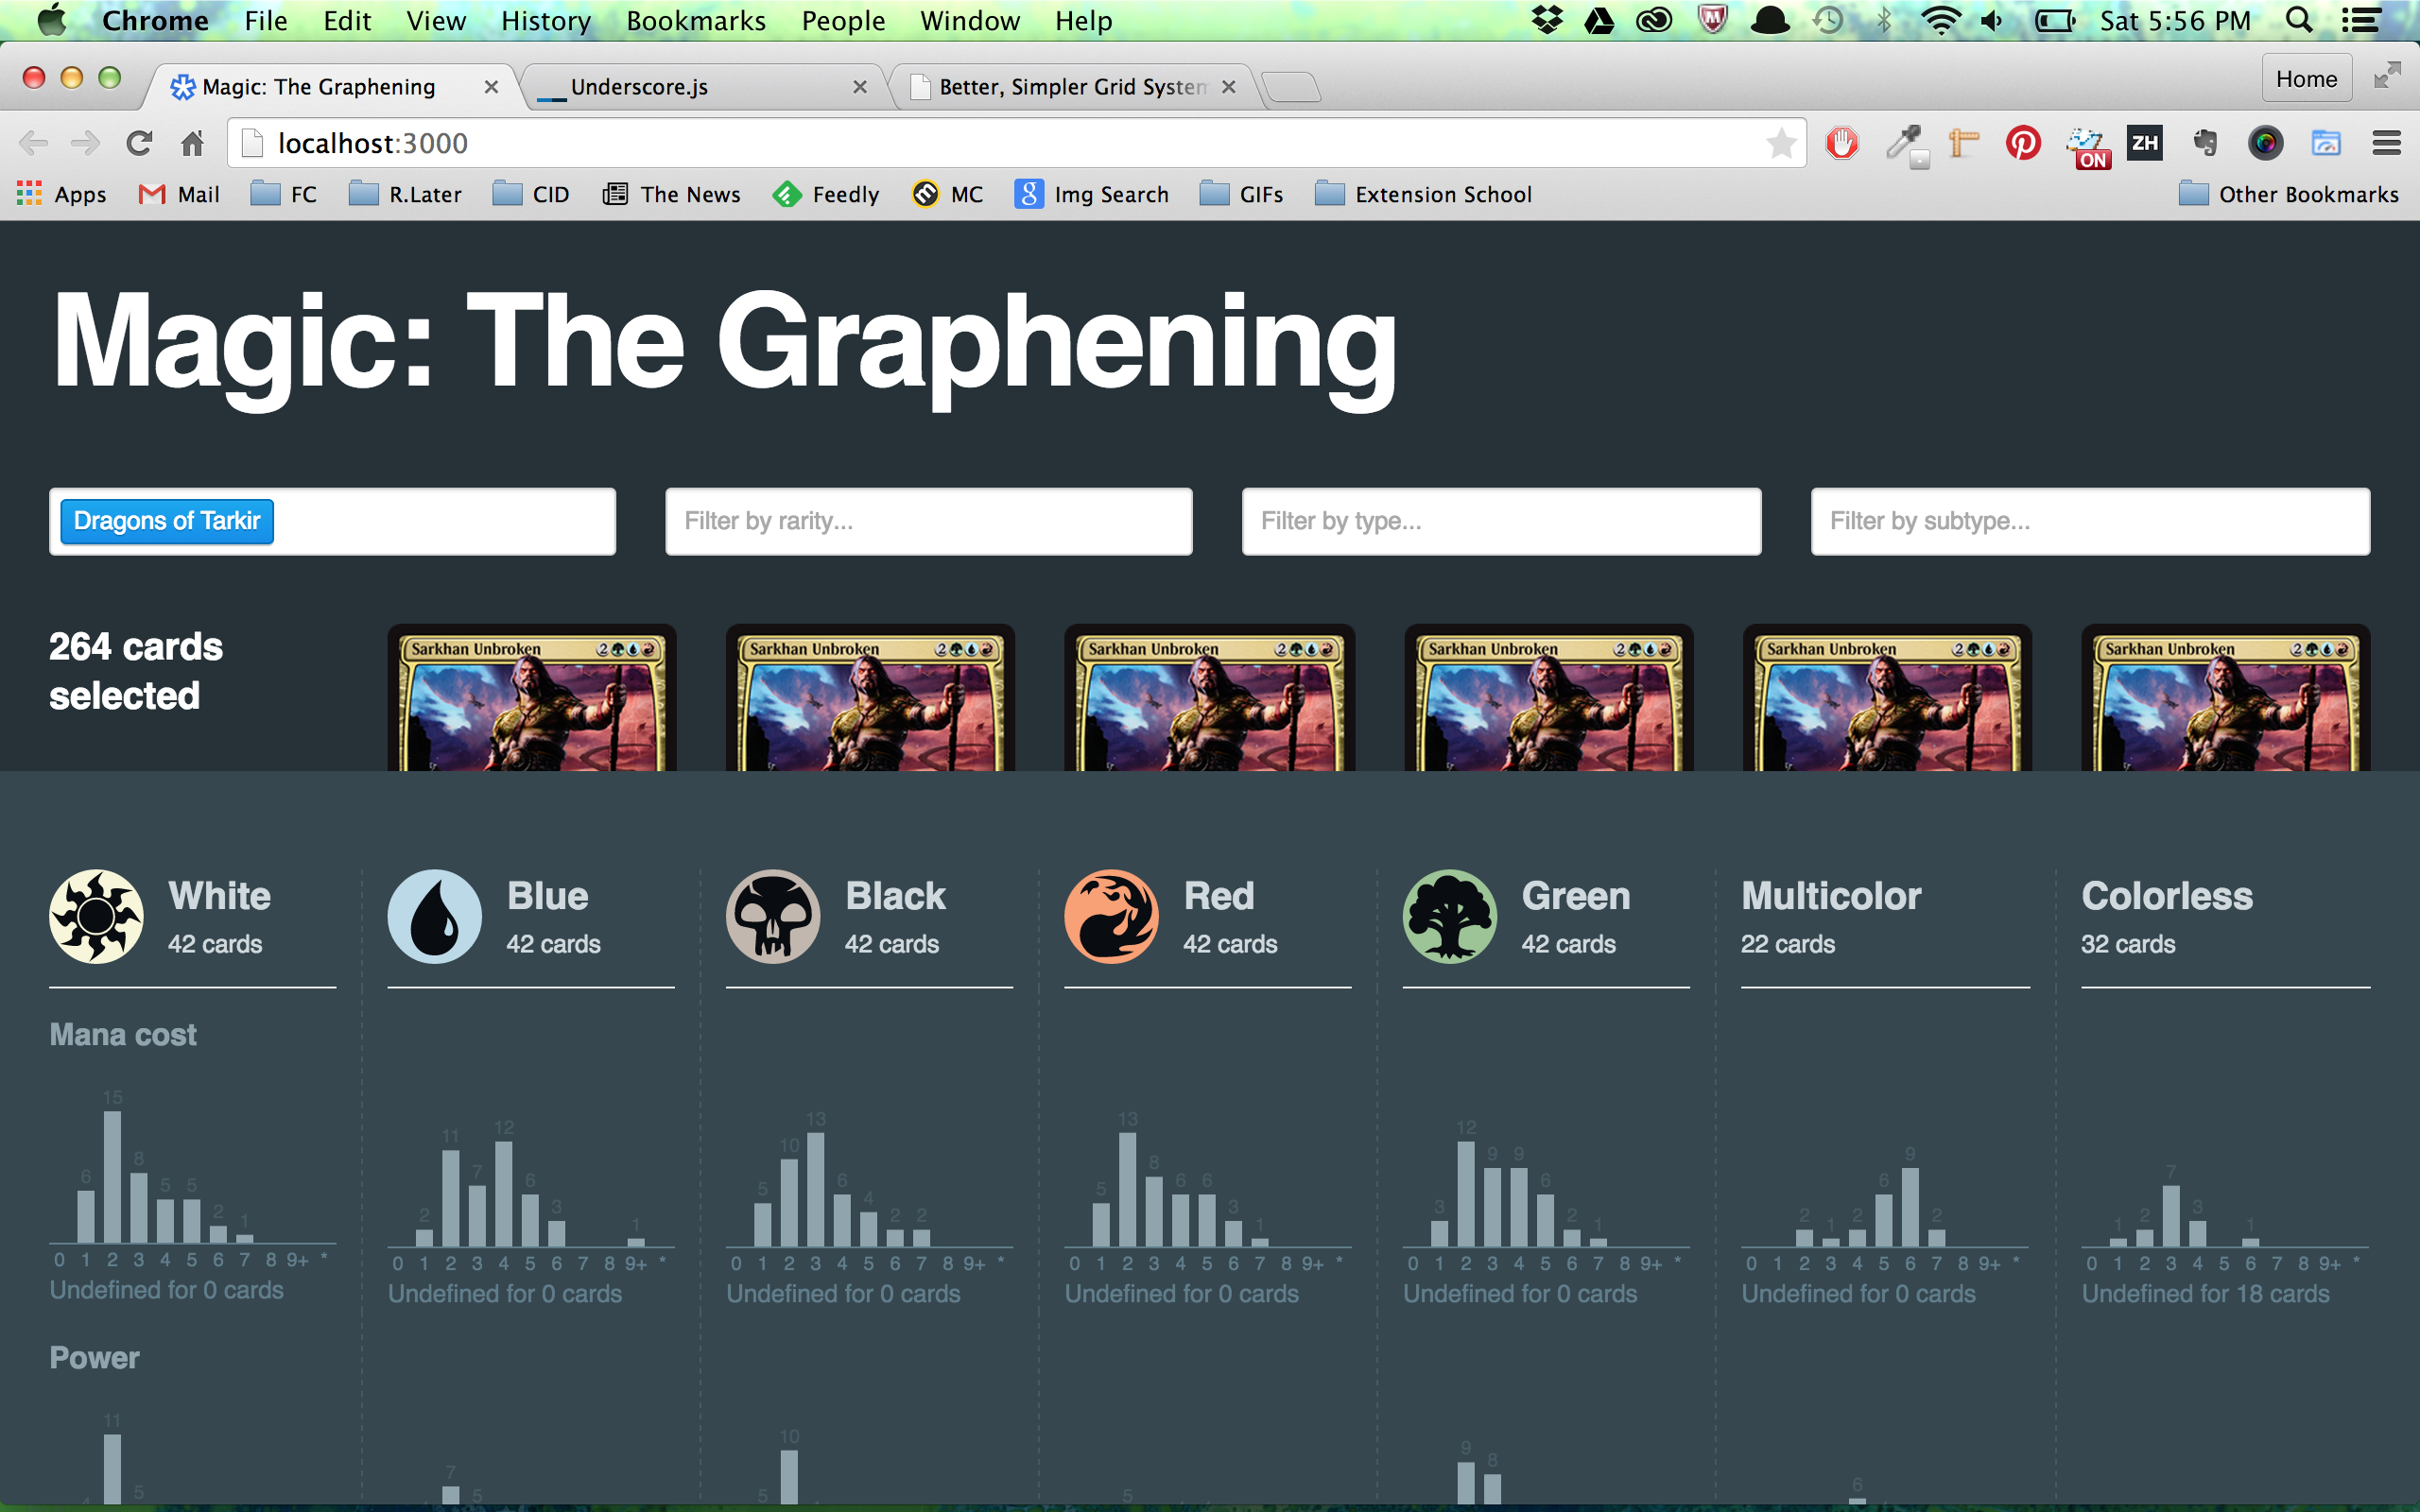 Chrome File Edit View History Bookmarks People Window Help Sat 5:56 PM
Magic: The Graphening Underscore.js Better, Simpler Grid System Home
localhost:3000 ON ZH
Apps Mail FC R.Later CID The News Feedly MC Img Search GIFs Extension School Other Bookmarks
Magic: The Graphening
Dragons of Tarkir Filter by rarity... Filter by type... Filter by subtype...
264 cards
selected
Sarkhan Unbroken 2 Sarkhan Unbroken 2 Sarkhan Unbroken 2 Sarkhan Unbroken 2 Sarkhan Unbroken 2 Sarkhan Unbroken 2
White Blue Black Red Green Multicolor Colorless
42 cards 42 cards 42 cards 42 cards 42 cards 22 cards 32 cards
Mana cost
6 15 8 5 5 2 1
0 1 2 3 4 5 6 7 8 9+ *
Undefined for 0 cards
2 11 7 12 6 3 1
0 1 2 3 4 5 6 7 8 9+ *
Undefined for 0 cards
5 10 13 6 4 2 2
0 1 2 3 4 5 6 7 8 9+ *
Undefined for 0 cards
5 13 8 6 6 3 1
0 1 2 3 4 5 6 7 8 9+ *
Undefined for 0 cards
3 12 9 9 6 2 1
0 1 2 3 4 5 6 7 8 9+ *
Undefined for 0 cards
2 1 2 6 9 2
0 1 2 3 4 5 6 7 8 9+ *
Undefined for 0 cards
1 2 7 3 1
0 1 2 3 4 5 6 7 8 9+ *
Undefined for 18 cards
Power
11 5
7 5
5 10
5
9 8
6